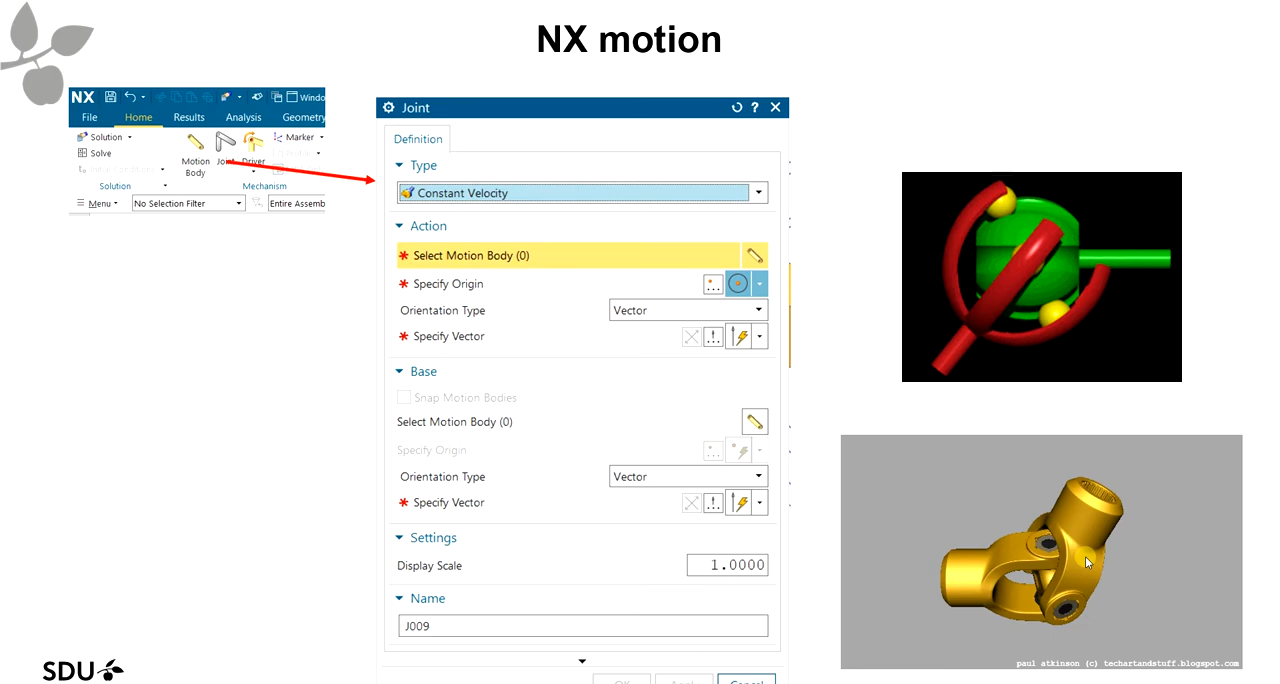 NX motion
NX Windo
File Home Results Analysis Geometry
Solution
Solve
Motion
Body
Joint
Driver
Marker
Solution Mechanism
Menu No Selection Filter Entire Assemb
Joint ?
Definition
Type
Constant Velocity
Action
* Select Motion Body (0)
* Specify Origin
Orientation Type Vector
* Specify Vector
Base
Snap Motion Bodies
Select Motion Body (0)
Specify Origin
Orientation Type Vector
* Specify Vector
Settings
Display Scale 1.0000
Name
J009
Cancel
paul atkinson (c) techartandstuff.blogspot.com
SDU